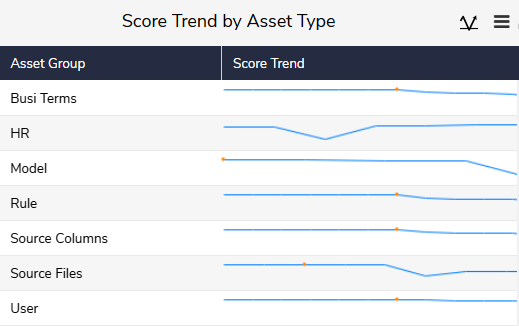 Score Trend by Asset Type
Asset Group Score Trend
Busi Terms
HR
Model
Rule
Source Columns
Source Files
User